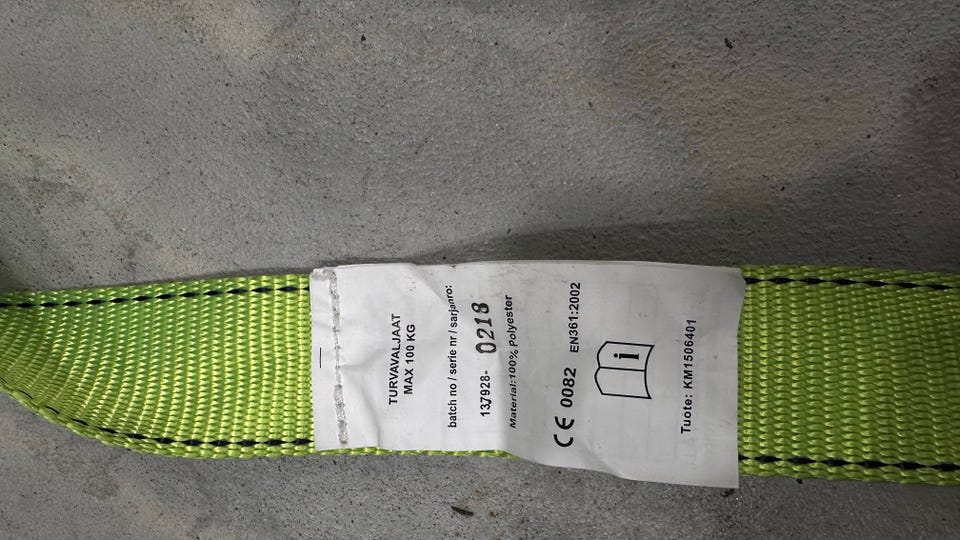 TURVAVALJAAT
MAX 100 KG
batch no / serie nr / sarjanro:
137928- 0218
Material:100% Polyester
CE 0082 EN361:2002
i
Tuote: KM1506401